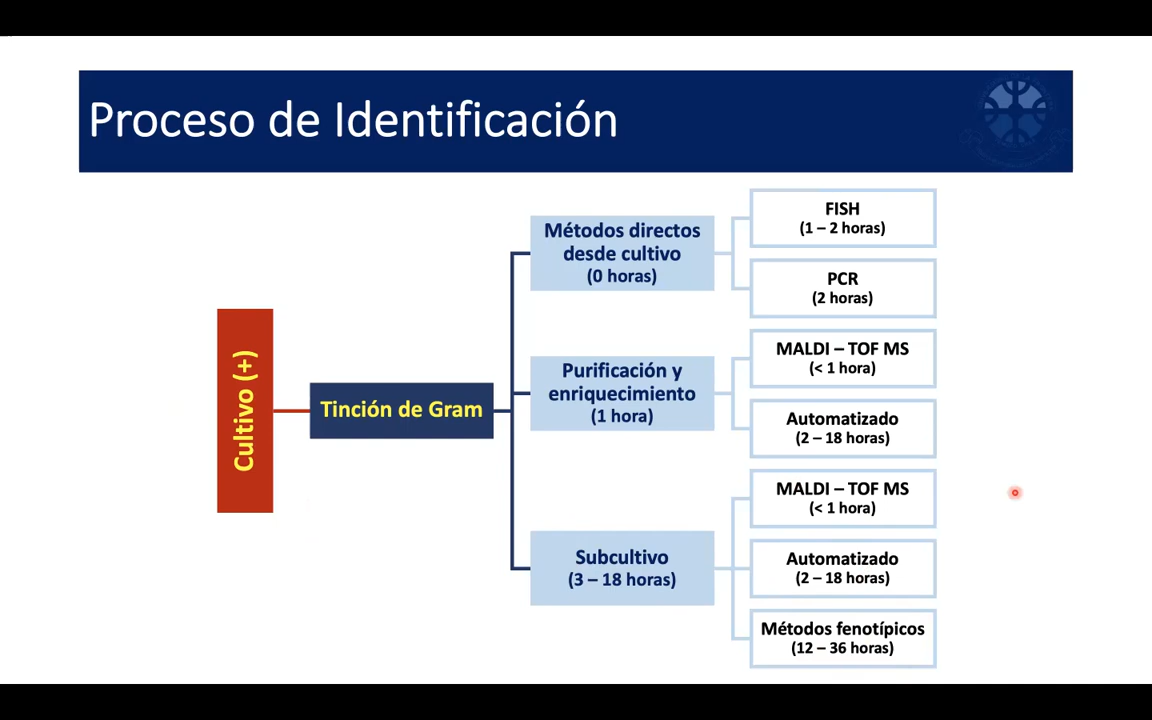 Proceso de Identificación
Cultivo (+)
Tinción de Gram
Métodos directos
desde cultivo
(0 horas)
FISH
(1 – 2 horas)
PCR
(2 horas)
Purificación y
enriquecimiento
(1 hora)
MALDI – TOF MS
(< 1 hora)
Automatizado
(2 – 18 horas)
Subcultivo
(3 – 18 horas)
MALDI – TOF MS
(< 1 hora)
Automatizado
(2 – 18 horas)
Métodos fenotípicos
(12 – 36 horas)